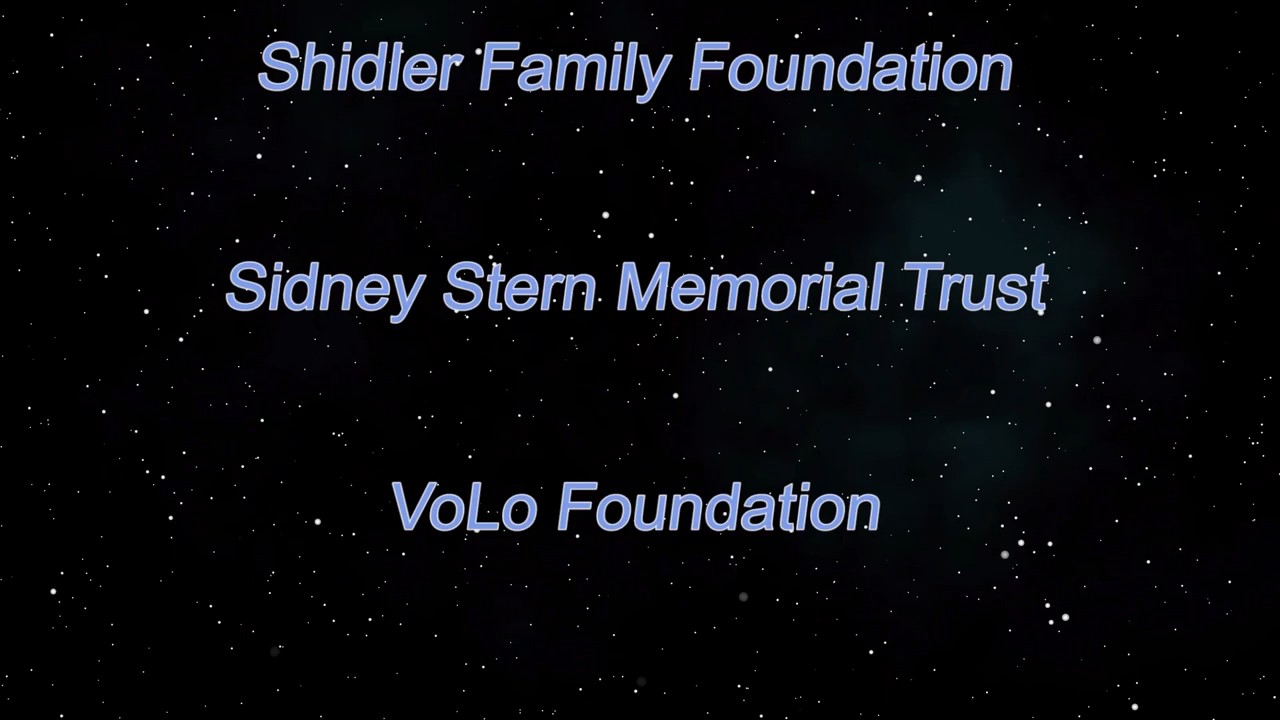 Shidler Family Foundation
Sidney Stern Memorial Trust
VoLo Foundation